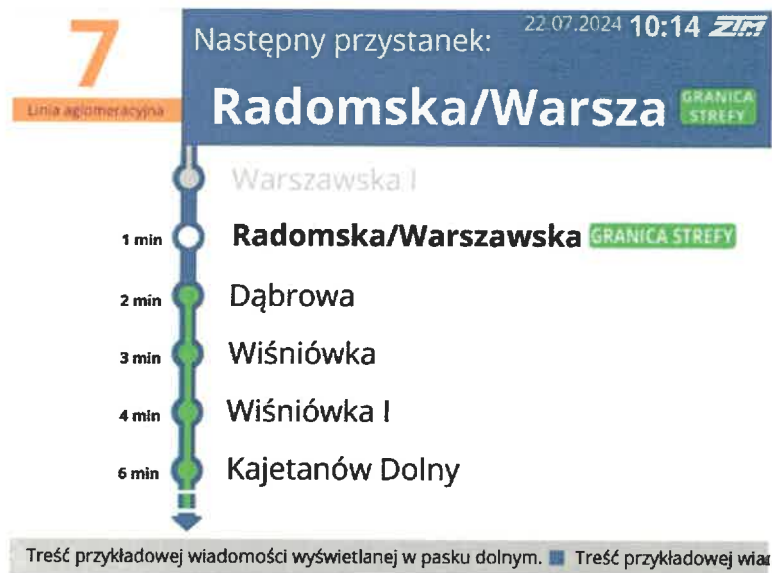 7
Linia aglomeracyjna
Następny przystanek:
22.07.2024 10:14 ZTM
Radomska/Warsza GRANICA STREFY
Warszawska I
1 min Radomska/Warszawska GRANICA STREFY
2 min Dąbrowa
3 min Wiśniówka
4 min Wiśniówka I
6 min Kajetanów Dolny
Treść przykładowej wiadomości wyświetlanej w pasku dolnym. Treść przykładowej wia